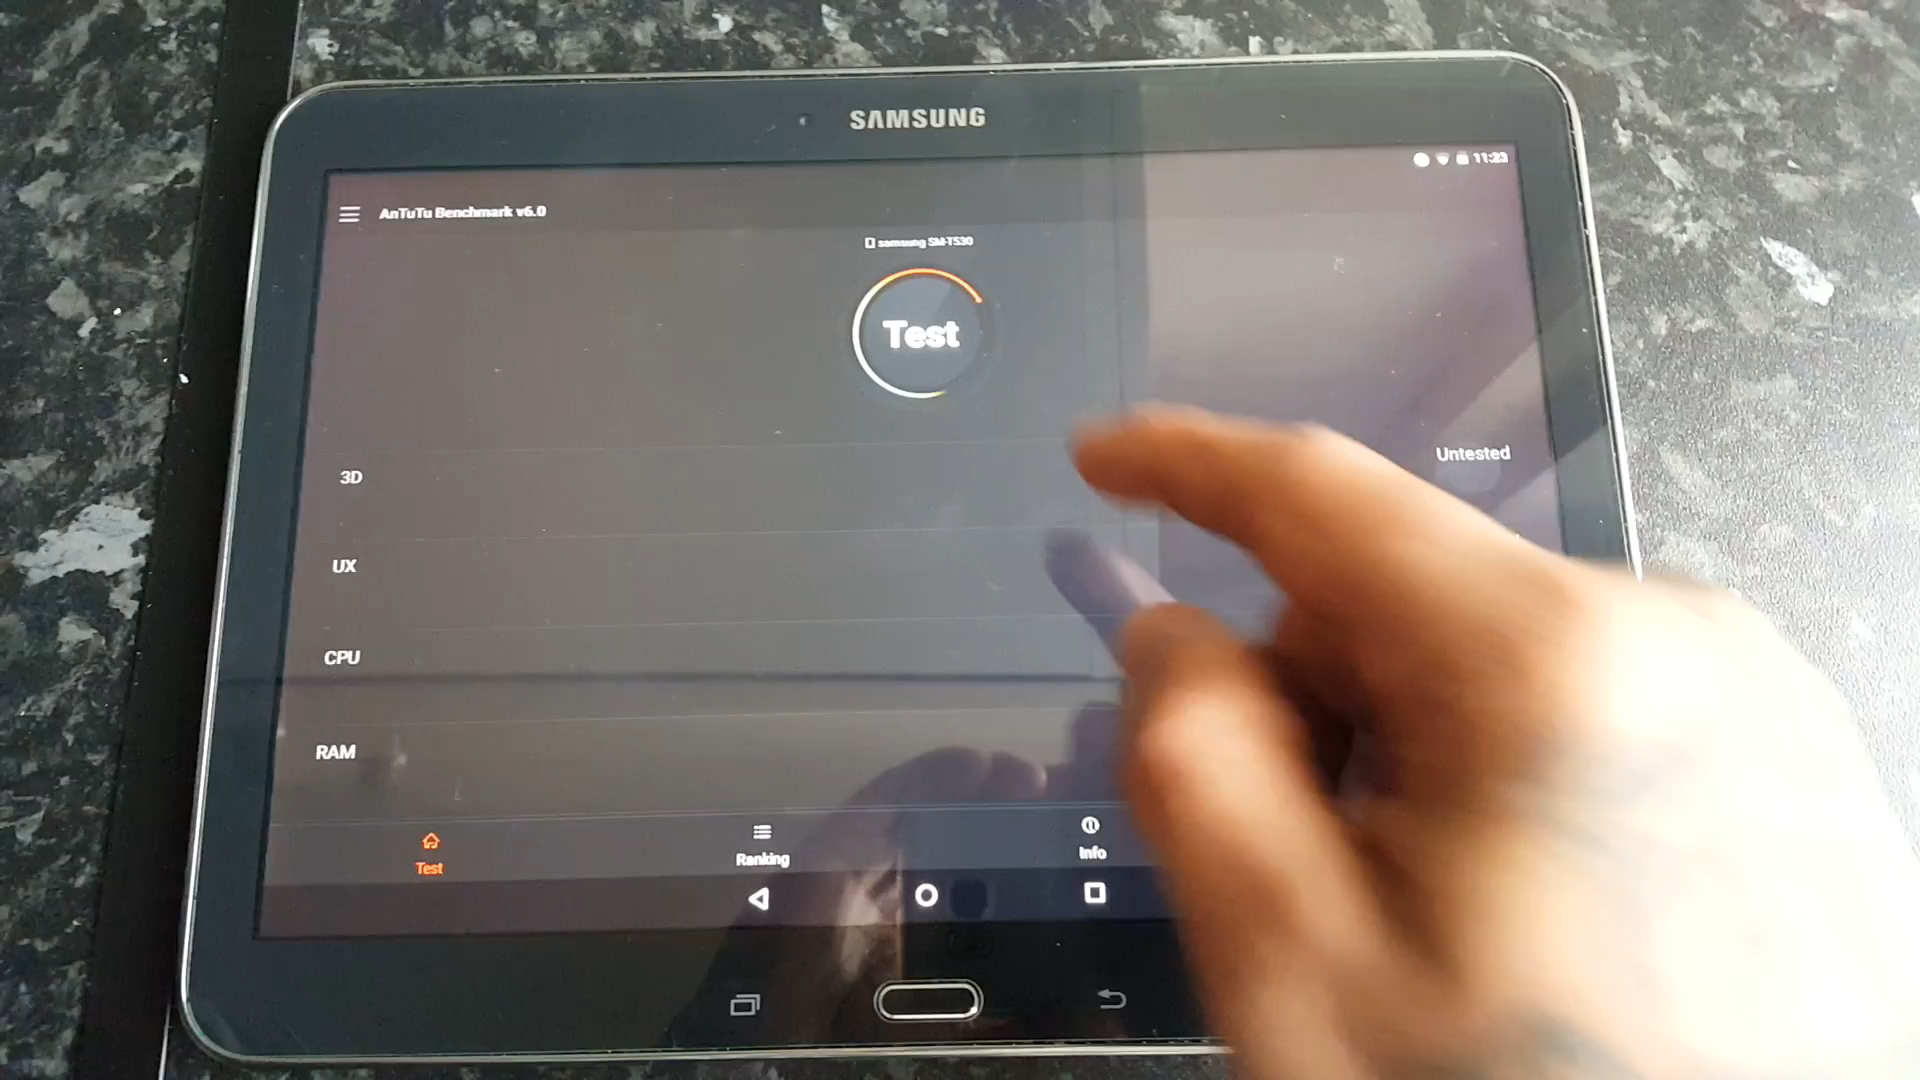 SAMSUNG
11:23
AnTuTu Benchmark v6.0
samsung SM-T530
Test
Untested
3D
UX
CPU
RAM
Test
Ranking
Info